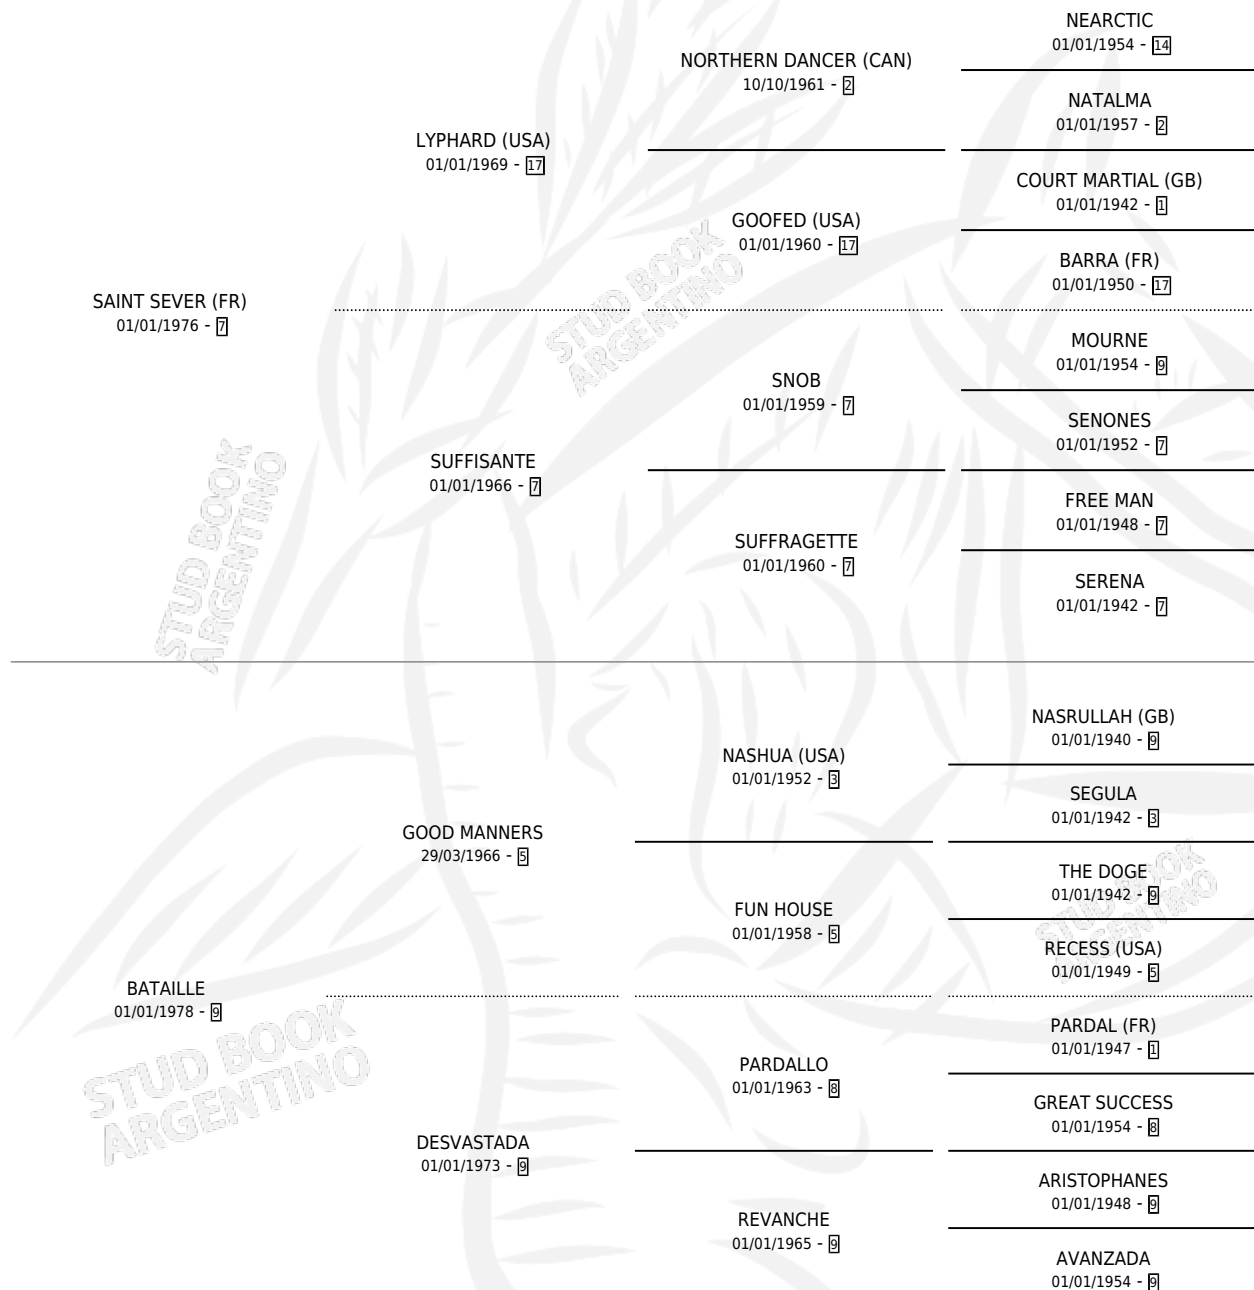 NEARCTIC
01/01/1954 - 14
NORTHERN DANCER (CAN)
10/10/1961 - 2
NATALMA
01/01/1957 - 2
LYPHARD (USA)
01/01/1969 - 17
COURT MARTIAL (GB)
01/01/1942 - 1
GOOFED (USA)
01/01/1960 - 17
BARRA (FR)
01/01/1950 - 17
SAINT SEVER (FR)
01/01/1976 - 7
MOURNE
01/01/1954 - 9
SNOB
01/01/1959 - 7
SENONES
01/01/1952 - 7
SUFFISANTE
01/01/1966 - 7
FREE MAN
01/01/1948 - 7
SUFFRAGETTE
01/01/1960 - 7
SERENA
01/01/1942 - 7
STUD BOOK
ARGENTINO
STUD BOOK
ARGENTINO
NASRULLAH (GB)
01/01/1940 - 9
NASHUA (USA)
01/01/1952 - 3
SEGULA
01/01/1942 - 3
GOOD MANNERS
29/03/1966 - 5
THE DOGE
01/01/1942 - 9
FUN HOUSE
01/01/1958 - 5
RECESS (USA)
01/01/1949 - 5
STUD BOOK
ARGENTINO
BATAILLE
01/01/1978 - 9
PARDAL (FR)
01/01/1947 - 1
PARDALLO
01/01/1963 - 8
GREAT SUCCESS
01/01/1954 - 8
STUD BOOK
ARGENTINO
DESVASTADA
01/01/1973 - 9
ARISTOPHANES
01/01/1948 - 9
REVANCHE
01/01/1965 - 9
AVANZADA
01/01/1954 - 9